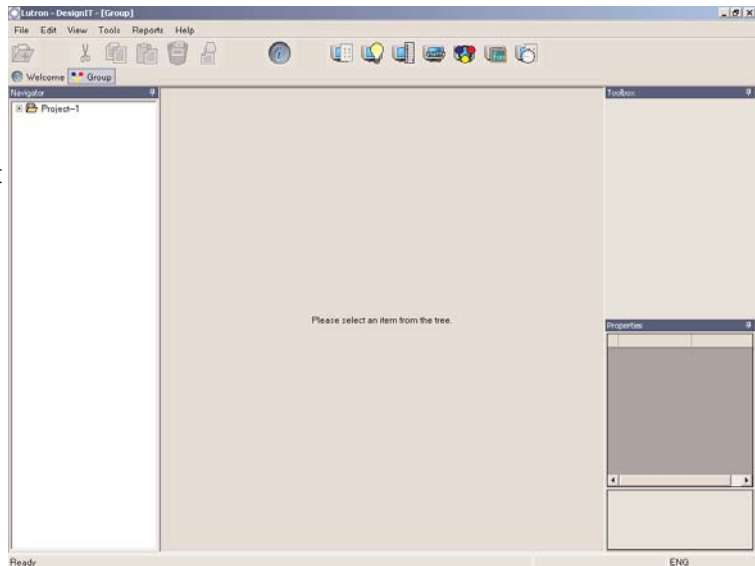 Lutron - DesignIT - [Group]
File Edit View Tools Reports Help
Welcome Group
Navigator
Toolbox
Project--1
Please select an item from the tree.
Properties
Ready
ENG